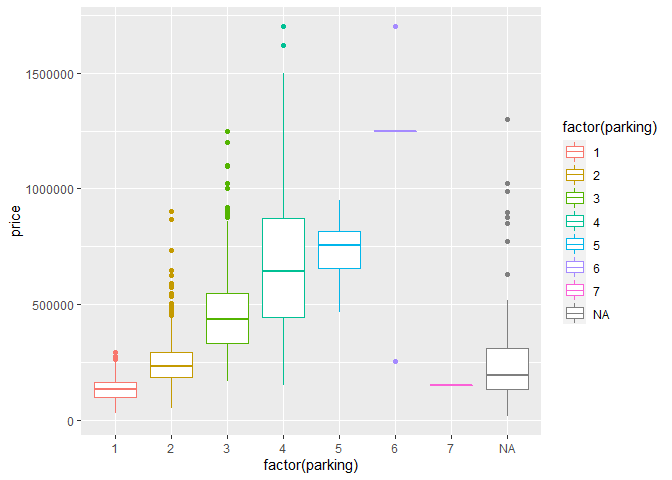 price
1500000
1000000
500000
0
1 2 3 4 5 6 7 NA
factor(parking)
factor(parking)
1
2
3
4
5
6
7
NA